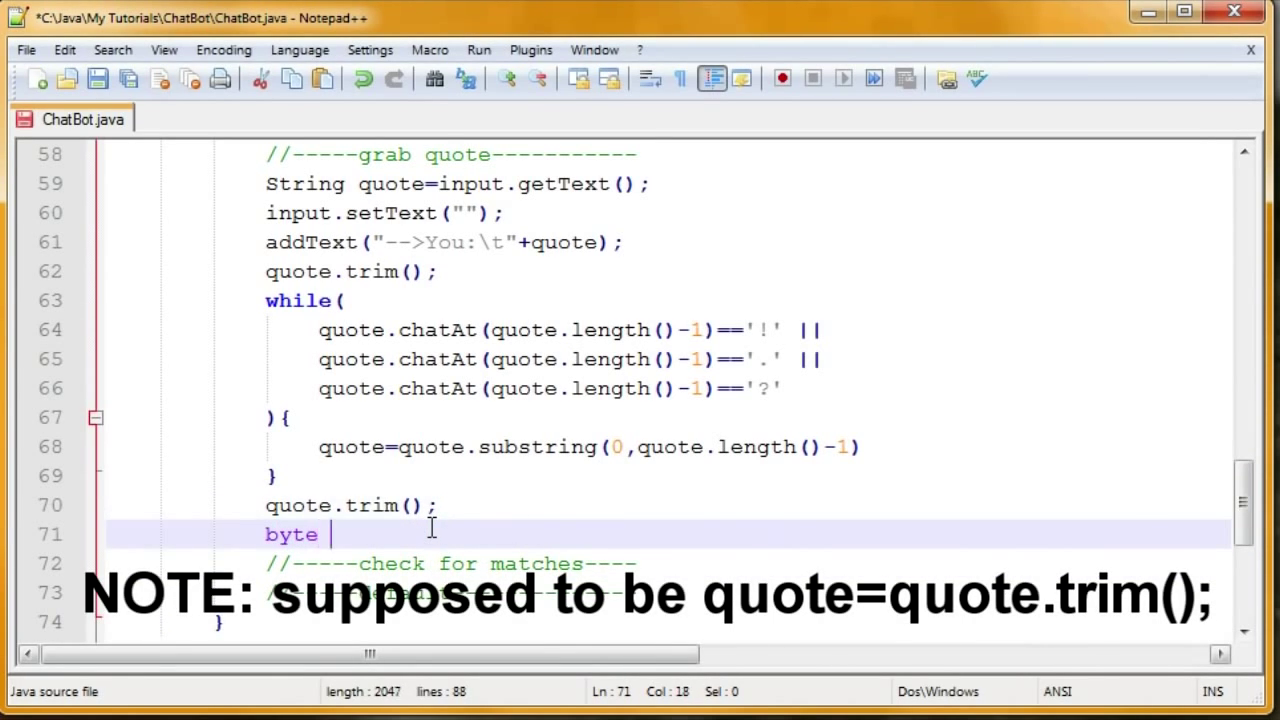 *C:\Java\My Tutorials\ChatBot\ChatBot.java - Notepad++
File Edit Search View Encoding Language Settings Macro Run Plugins Window ? X
ABC
ChatBot.java
58 //-----grab quote-----------
59 String quote=input.getText();
60 input.setText("");
61 addText("-->You:\t"+quote);
62 quote.trim();
63 while(
64 quote.chatAt(quote.length()-1)=='!' ||
65 quote.chatAt(quote.length()-1)=='.' ||
66 quote.chatAt(quote.length()-1)=='?'
67 ){
68 quote=quote.substring(0,quote.length()-1)
69 }
70 quote.trim();
71 byte
72 //-----check for matches----
73
NOTE: supposed to be quote=quote.trim();
74 }
Java source file length : 2047 lines : 88 Ln : 71 Col : 18 Sel : 0 Dos\Windows ANSI INS